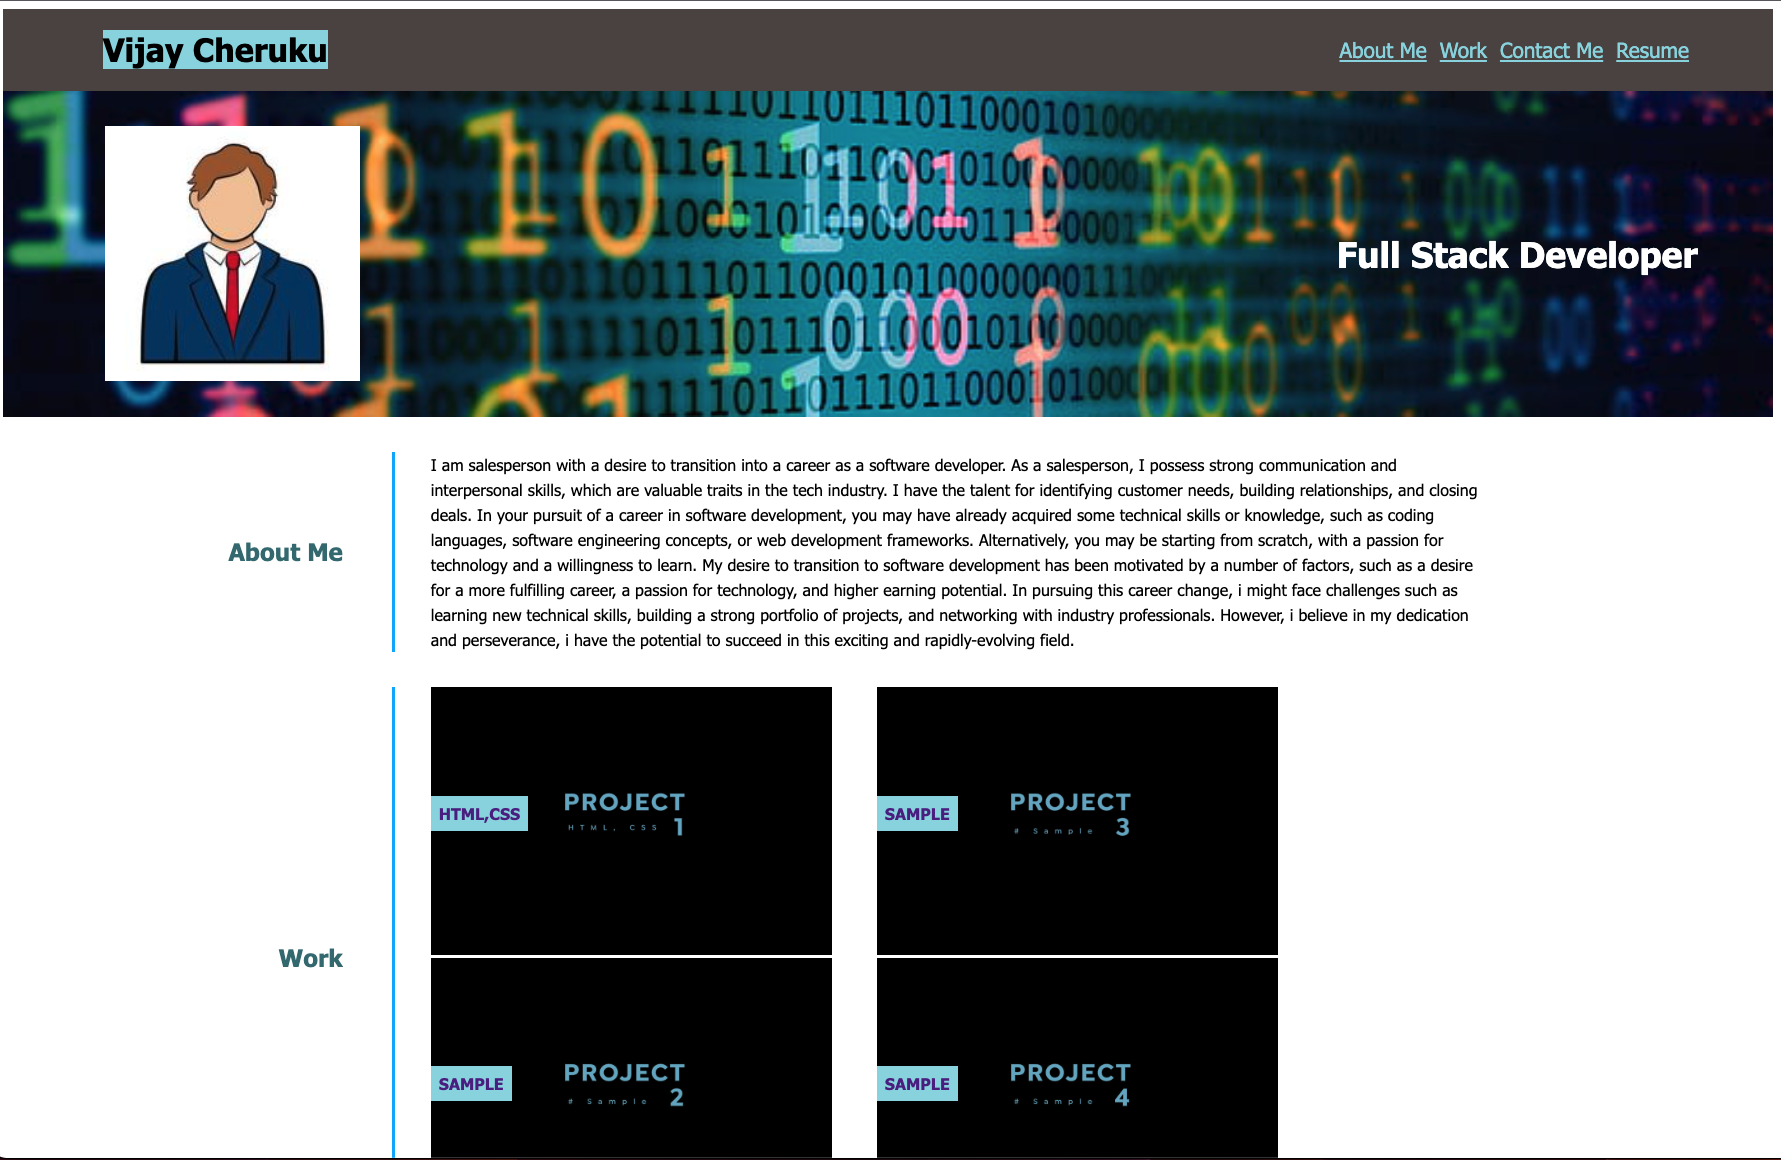 Vijay Cheruku
About Me Work Contact Me Resume
Full Stack Developer
About Me
I am salesperson with a desire to transition into a career as a software developer. As a salesperson, I possess strong communication and
interpersonal skills, which are valuable traits in the tech industry. I have the talent for identifying customer needs, building relationships, and closing
deals. In your pursuit of a career in software development, you may have already acquired some technical skills or knowledge, such as coding
languages, software engineering concepts, or web development frameworks. Alternatively, you may be starting from scratch, with a passion for
technology and a willingness to learn. My desire to transition to software development has been motivated by a number of factors, such as a desire
for a more fulfilling career, a passion for technology, and higher earning potential. In pursuing this career change, i might face challenges such as
learning new technical skills, building a strong portfolio of projects, and networking with industry professionals. However, i believe in my dedication
and perseverance, i have the potential to succeed in this exciting and rapidly-evolving field.
Work
HTML,CSS
PROJECT
HTML, CSS 1
SAMPLE
PROJECT
# Sample 3
SAMPLE
PROJECT
# Sample 2
SAMPLE
PROJECT
# Sample 4